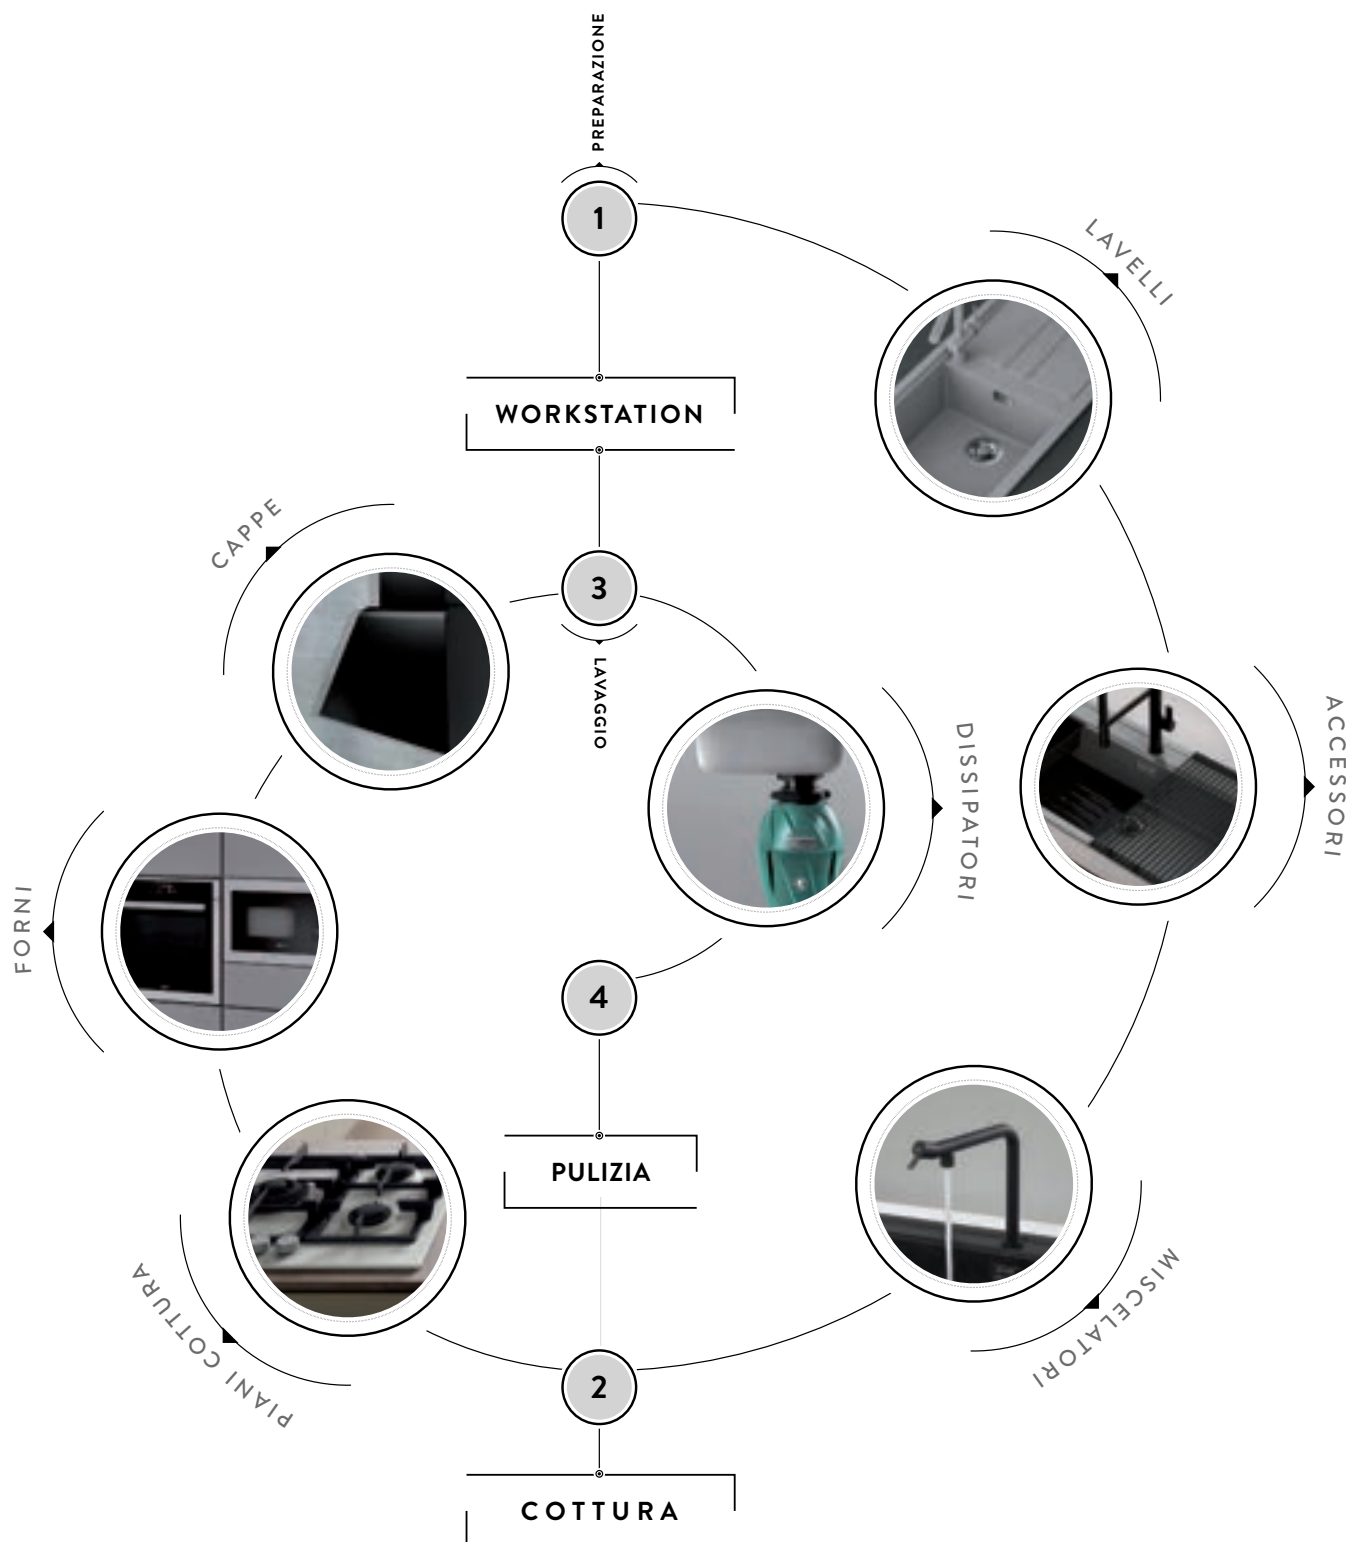 PREPARAZIONE
1
LAVELLI
WORKSTATION
CAPPE
3
LAVAGGIO
DISSIPATORI
ACCESSORI
FORNI
4
PULIZIA
MISCELATORI
PIANI COTTURA
2
COTTURA